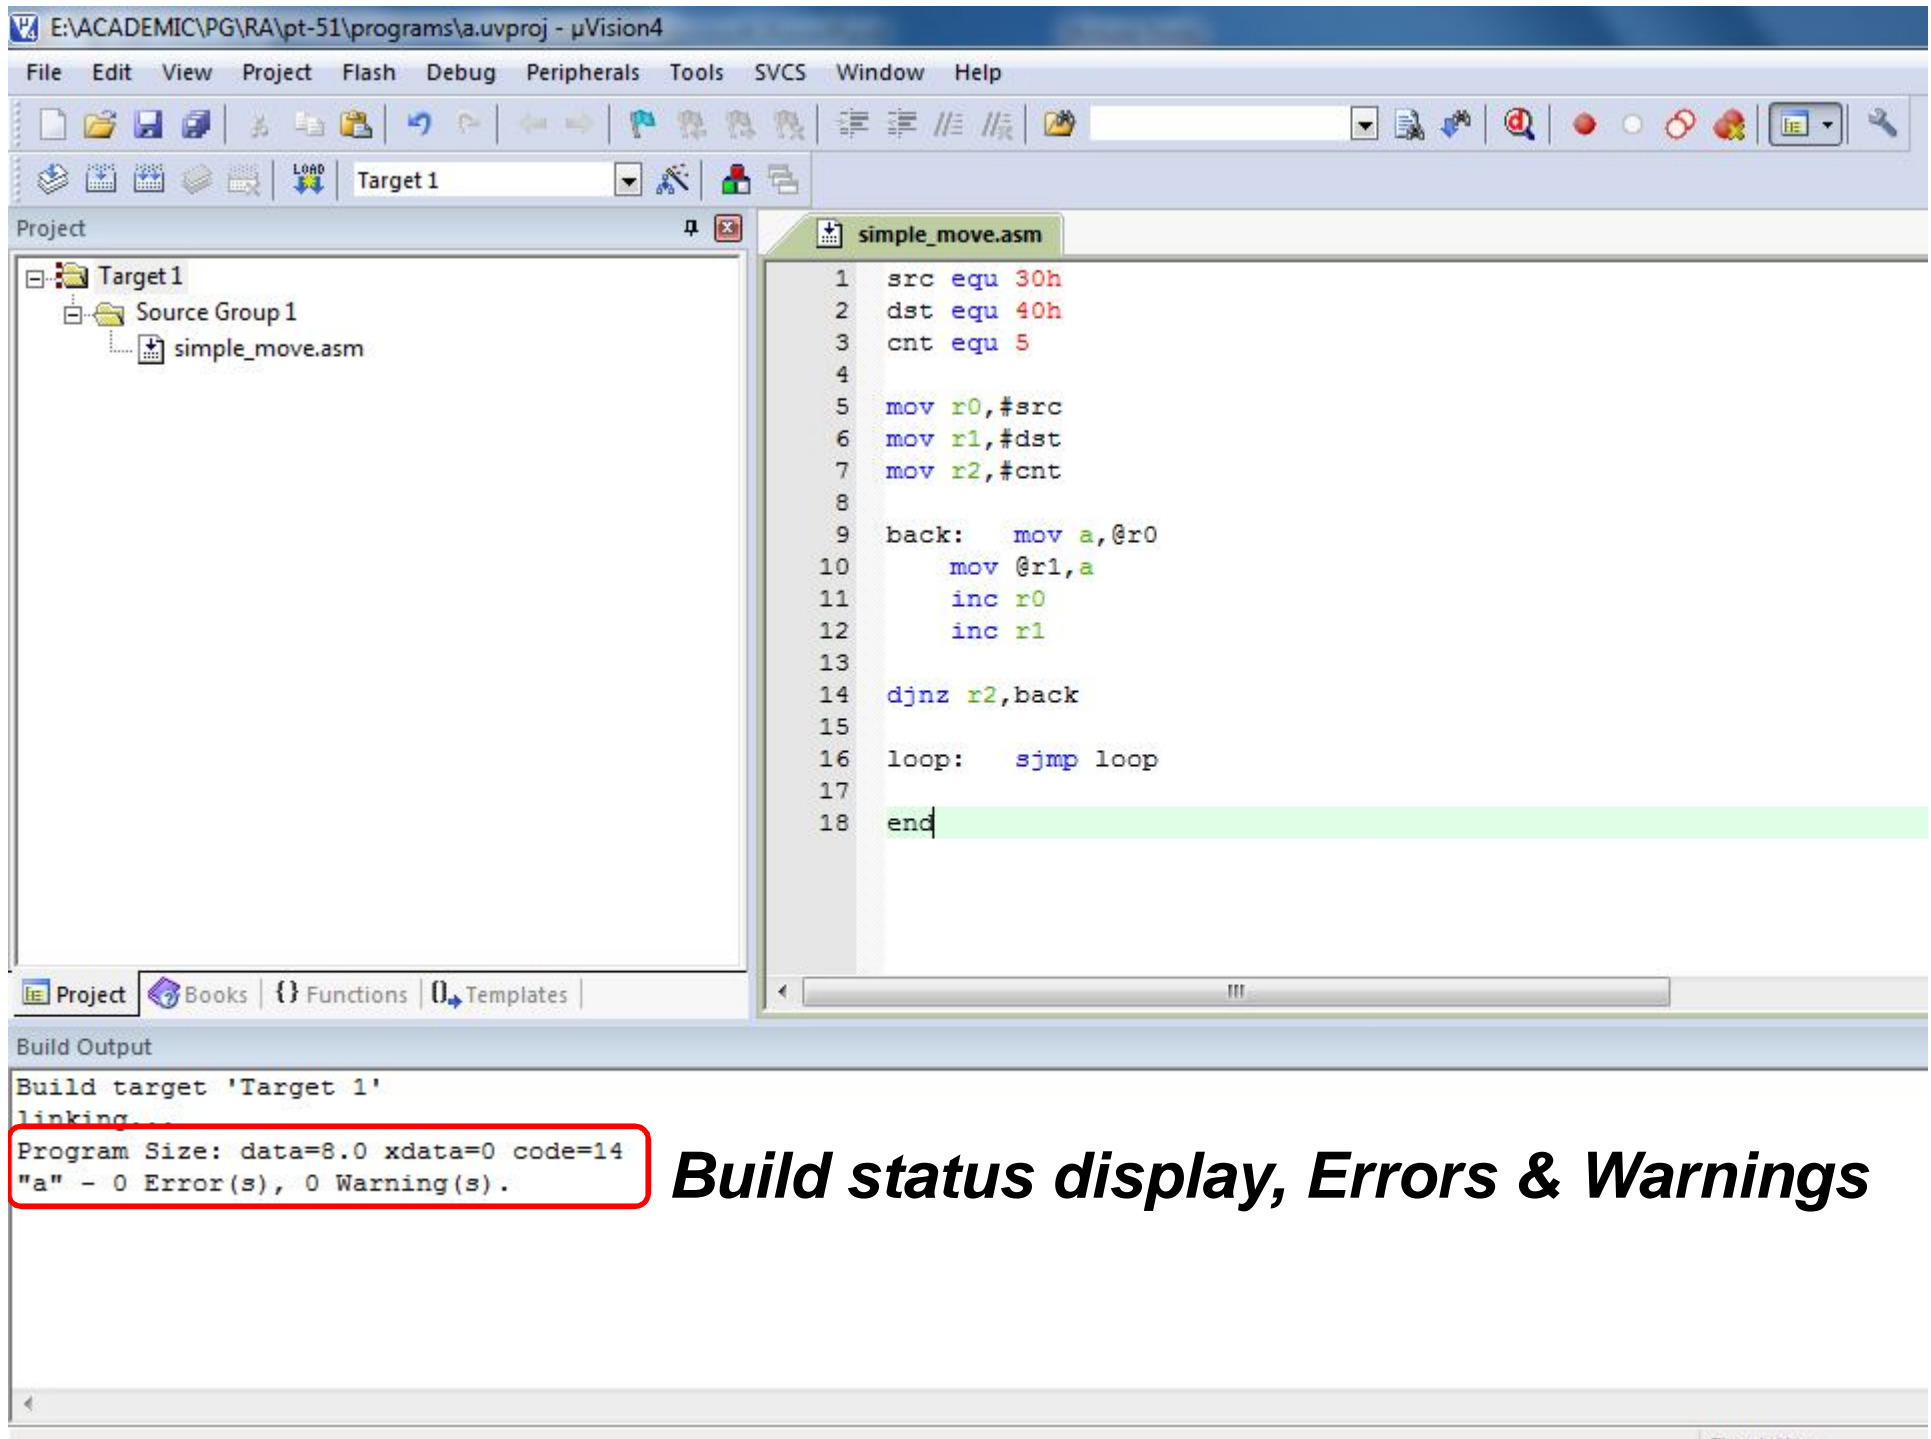 E:\ACADEMIC\PG\RA\pt-51\programs\a.uvproj - µVision4
File Edit View Project Flash Debug Peripherals Tools SVCS Window Help
LOAD Target 1
Project
simple_move.asm
Target 1
Source Group 1
simple_move.asm
1 src equ 30h
2 dst equ 40h
3 cnt equ 5
4
5 mov r0,#src
6 mov r1,#dst
7 mov r2,#cnt
8
9 back: mov a,@r0
10 mov @r1,a
11 inc r0
12 inc r1
13
14 djnz r2,back
15
16 loop: sjmp loop
17
18 end
Project Books {} Functions Templates
Build Output
Build target 'Target 1'
linking...
Program Size: data=8.0 xdata=0 code=14
"a" - 0 Error(s), 0 Warning(s).
Build status display, Errors & Warnings